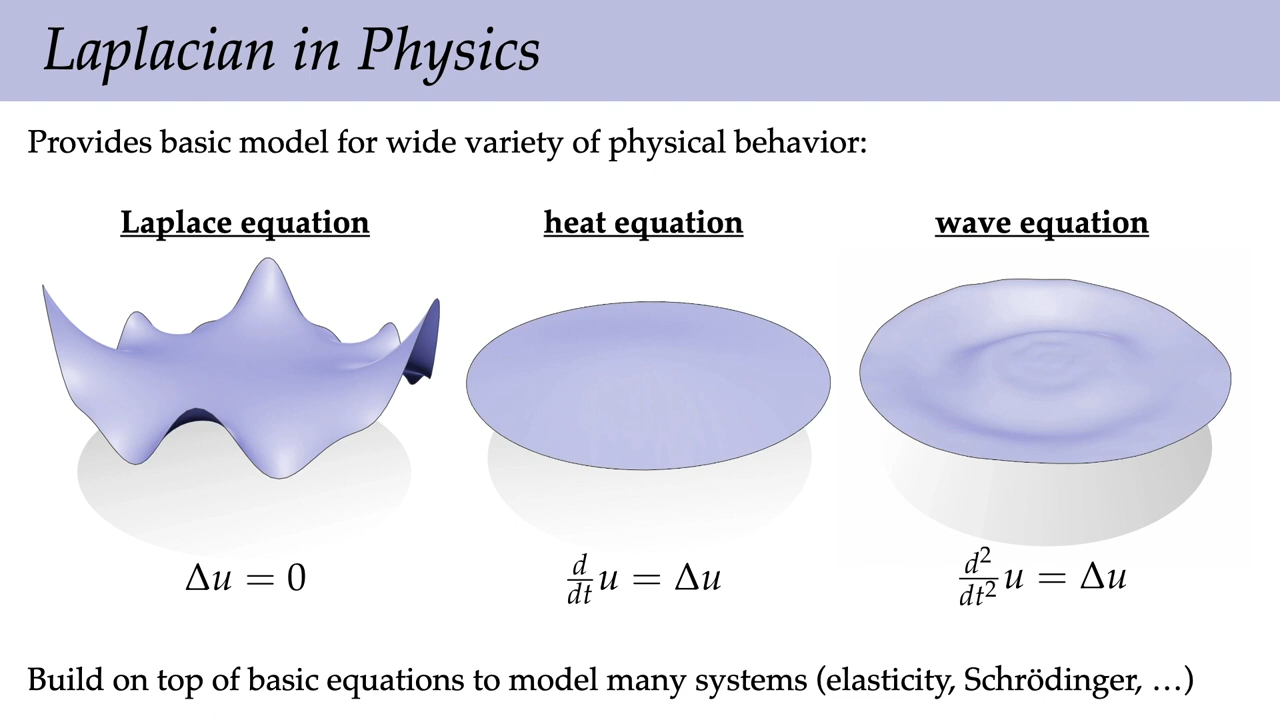 Laplacian in Physics
Provides basic model for wide variety of physical behavior:
Laplace equation
heat equation
wave equation
Δu = 0
d/dt u = Δu
d²/dt² u = Δu
Build on top of basic equations to model many systems (elasticity, Schrödinger, …)